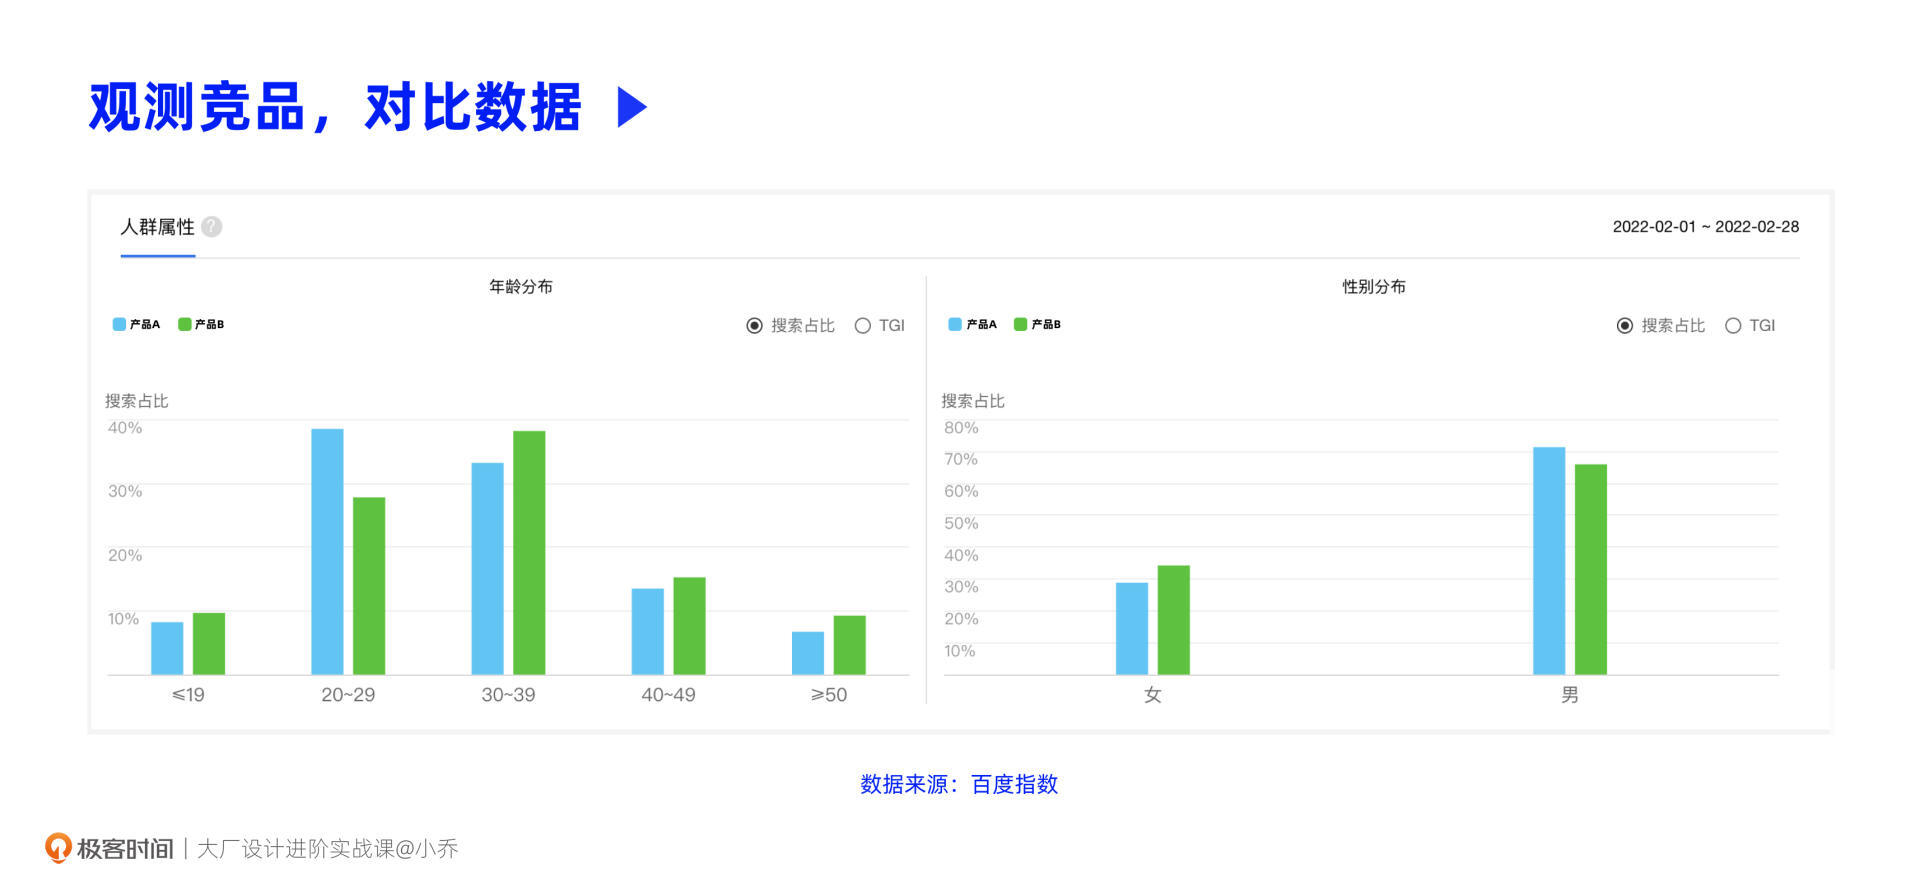 观测竞品，对比数据
人群属性 ?
2022-02-01 ~ 2022-02-28
年龄分布
产品A 产品B
搜索占比 TGI
搜索占比
40%
30%
20%
10%
≤19 20~29 30~39 40~49 ≥50
性别分布
产品A 产品B
搜索占比 TGI
搜索占比
80%
70%
60%
50%
40%
30%
20%
10%
女 男
数据来源：百度指数
极客时间 | 大厂设计进阶实战课@小乔